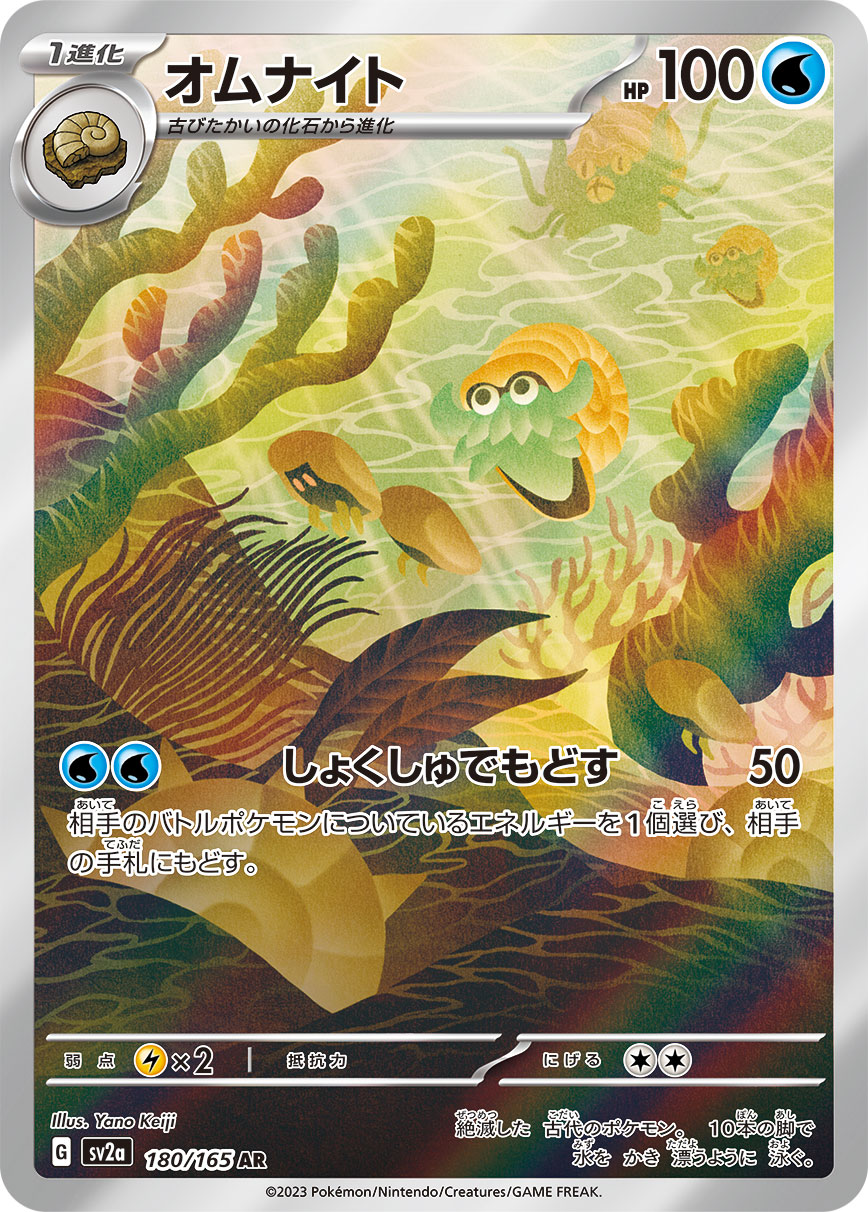 1進化
オムナイト
HP 100
古びたかいの化石から進化
しょくしゅでもどす 50
相手のバトルポケモンについているエネルギーを1個選び、相手
の手札にもどす。
弱点 ×2 抵抗力 にげる
Illus. Yano Keiji
G sv2a 180/165 AR
絶滅した 古代のポケモン。 10本の脚で
水を かき 漂うように 泳ぐ。
©2023 Pokémon/Nintendo/Creatures/GAME FREAK.